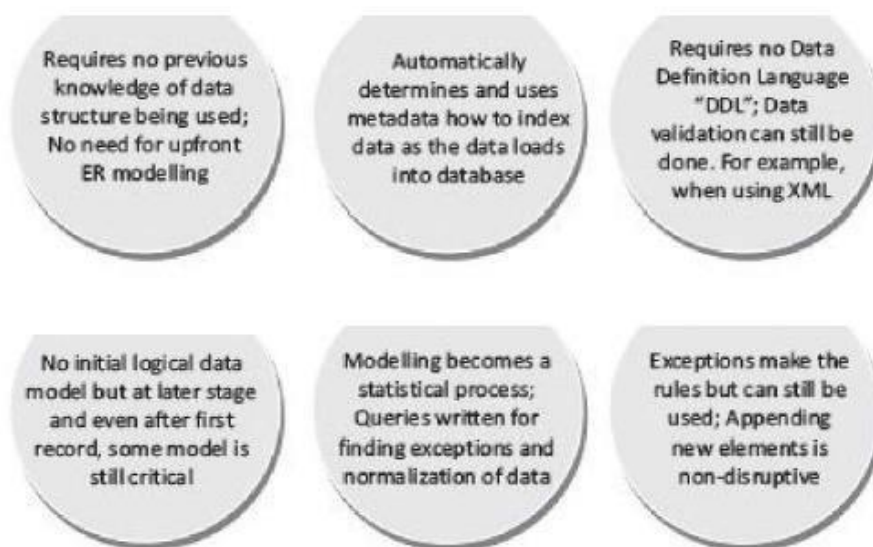 Requires no previous
knowledge of data
structure being used;
No need for upfront
ER modelling
Automatically
determines and uses
metadata how to index
data as the data loads
into database
Requires no Data
Definition Language
“DDL”; Data
validation can still be
done. For example,
when using XML
No initial logical data
model but at later stage
and even after first
record, some model is
still critical
Modelling becomes a
statistical process;
Queries written for
finding exceptions and
normalization of data
Exceptions make the
rules but can still be
used; Appending
new elements is
non-disruptive